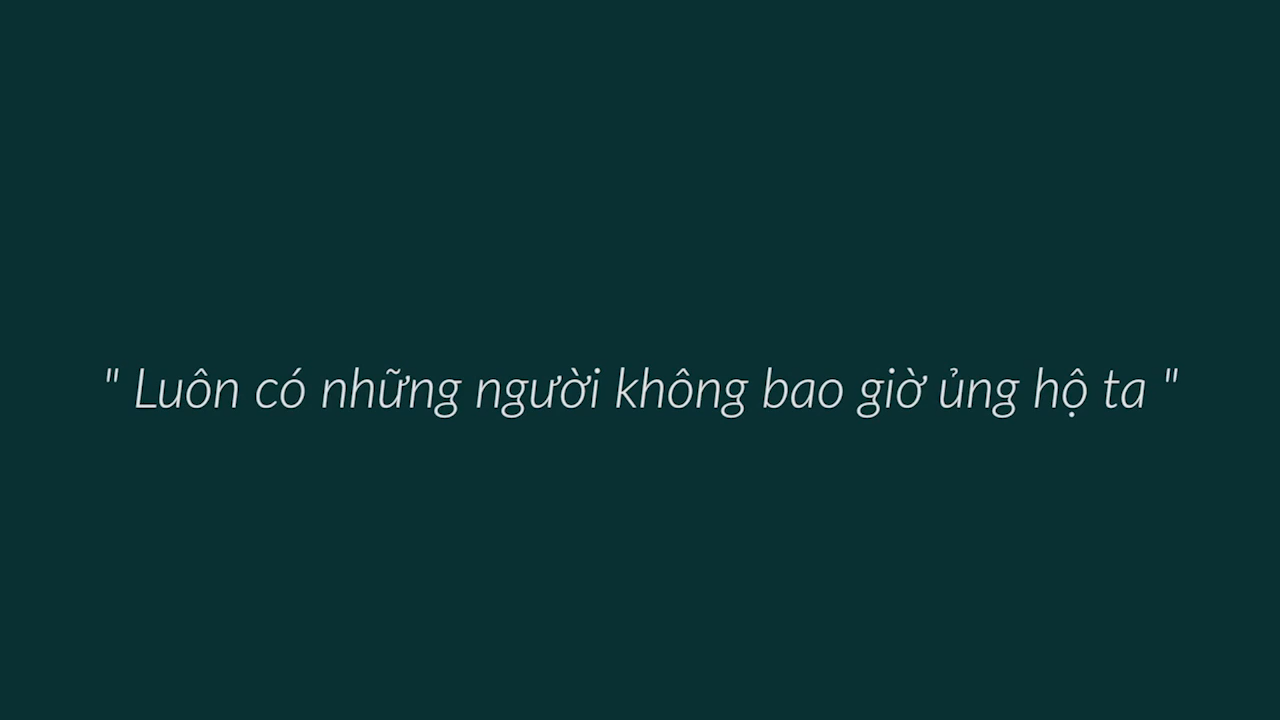 " Luôn có những người không bao giờ ủng hộ ta "